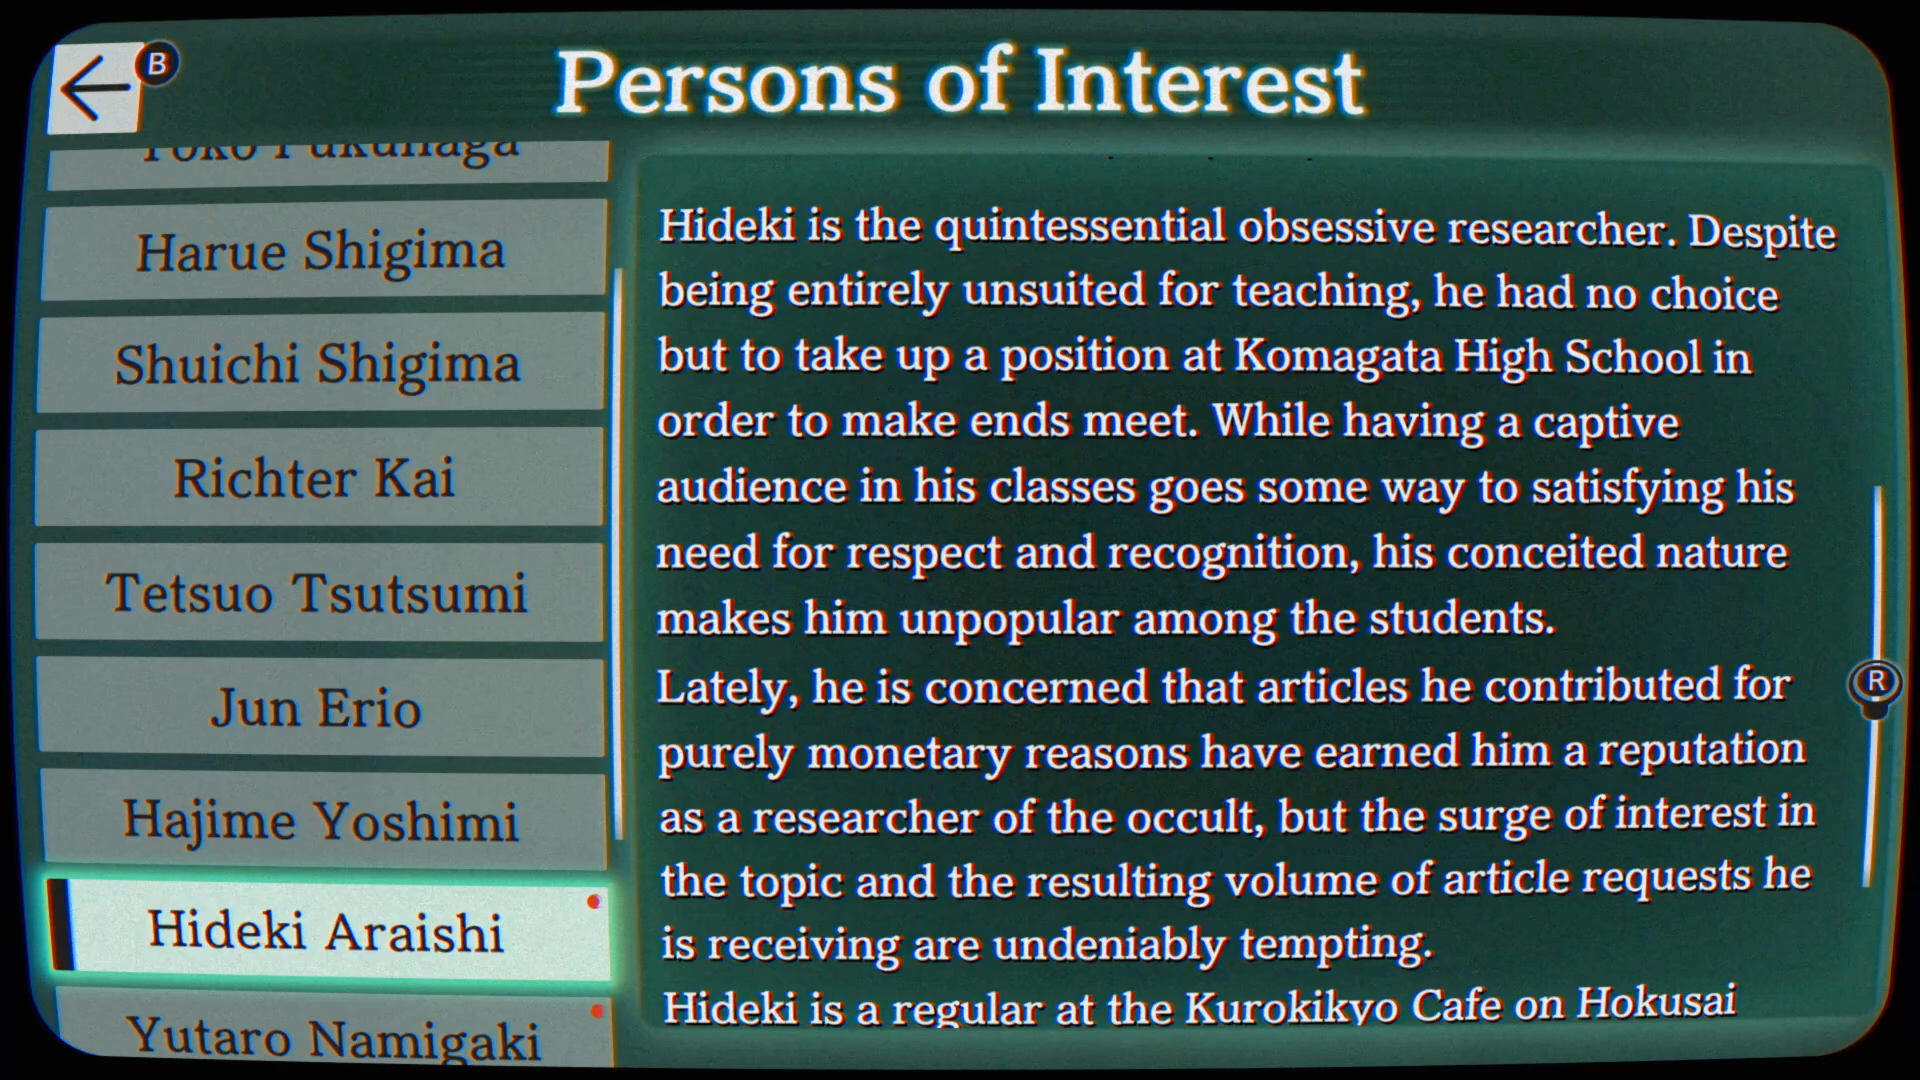 B
Persons of Interest
Yoko Fukunaga
Harue Shigima
Shuichi Shigima
Richter Kai
Tetsuo Tsutsumi
Jun Erio
Hajime Yoshimi
Hideki Araishi
Yutaro Namigaki
Hideki is the quintessential obsessive researcher. Despite
being entirely unsuited for teaching, he had no choice
but to take up a position at Komagata High School in
order to make ends meet. While having a captive
audience in his classes goes some way to satisfying his
need for respect and recognition, his conceited nature
makes him unpopular among the students.
Lately, he is concerned that articles he contributed for
purely monetary reasons have earned him a reputation
as a researcher of the occult, but the surge of interest in
the topic and the resulting volume of article requests he
is receiving are undeniably tempting.
Hideki is a regular at the Kurokikyo Cafe on Hokusai
R